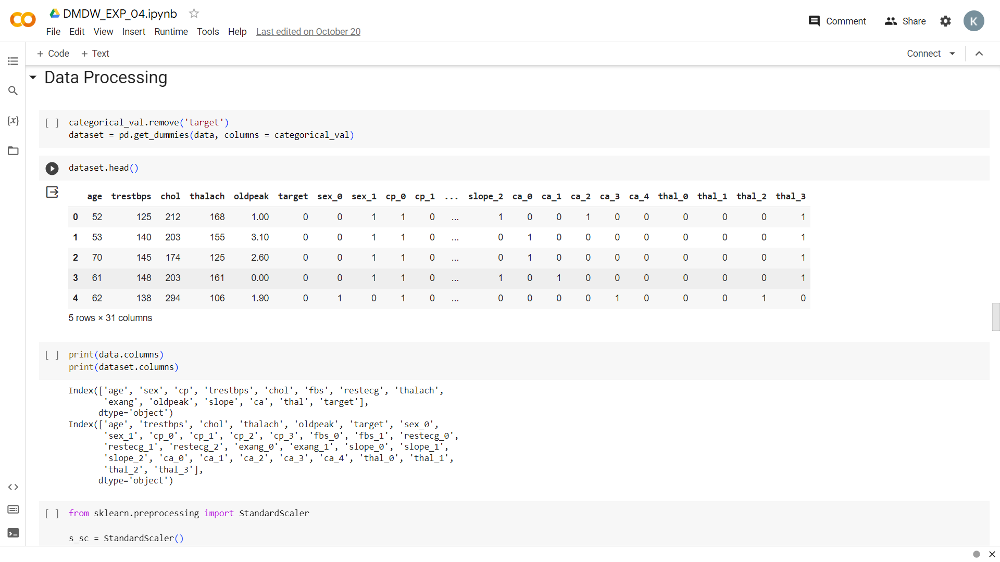 DMDW_EXP_04.ipynb
File Edit View Insert Runtime Tools Help Last edited on October 20
Comment Share K
+ Code + Text Connect
Data Processing
[ ] categorical_val.remove('target')
dataset = pd.get_dummies(data, columns = categorical_val)
dataset.head()
age trestbps chol thalach oldpeak target sex_0 sex_1 cp_0 cp_1 ... slope_2 ca_0 ca_1 ca_2 ca_3 ca_4 thal_0 thal_1 thal_2 thal_3
0 52 125 212 168 1.00 0 0 1 1 0 ... 1 0 0 1 0 0 0 0 0 1
1 53 140 203 155 3.10 0 0 1 1 0 ... 0 1 0 0 0 0 0 0 0 1
2 70 145 174 125 2.60 0 0 1 1 0 ... 0 1 0 0 0 0 0 0 0 1
3 61 148 203 161 0.00 0 0 1 1 0 ... 1 0 1 0 0 0 0 0 0 1
4 62 138 294 106 1.90 0 1 0 1 0 ... 0 0 0 0 1 0 0 0 1 0
5 rows × 31 columns
[ ] print(data.columns)
print(dataset.columns)
Index(['age', 'sex', 'cp', 'trestbps', 'chol', 'fbs', 'restecg', 'thalach',
'exang', 'oldpeak', 'slope', 'ca', 'thal', 'target'],
dtype='object')
Index(['age', 'trestbps', 'chol', 'thalach', 'oldpeak', 'target', 'sex_0',
'sex_1', 'cp_0', 'cp_1', 'cp_2', 'cp_3', 'fbs_0', 'fbs_1', 'restecg_0',
'restecg_1', 'restecg_2', 'exang_0', 'exang_1', 'slope_0', 'slope_1',
'slope_2', 'ca_0', 'ca_1', 'ca_2', 'ca_3', 'ca_4', 'thal_0', 'thal_1',
'thal_2', 'thal_3'],
dtype='object')
[ ] from sklearn.preprocessing import StandardScaler
s_sc = StandardScaler()